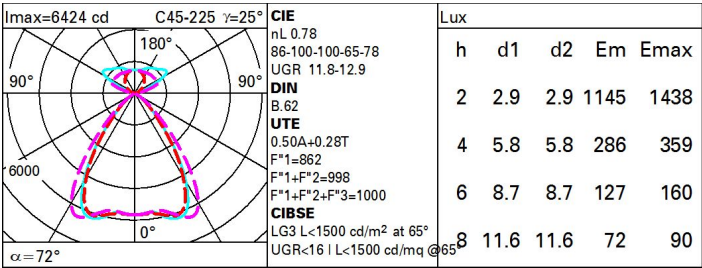 Imax=6424 cd C45-225 γ=25°
180°
90° 90°
6000
0°
α=72°
CIE
nL 0.78
86-100-100-65-78
UGR 11.8-12.9
DIN
B.62
UTE
0.50A+0.28T
F"1=862
F"1+F"2=998
F"1+F"2+F"3=1000
CIBSE
LG3 L<1500 cd/m² at 65°
UGR<16 | L<1500 cd/mq @65°
Lux
h d1 d2 Em Emax
2 2.9 2.9 1145 1438
4 5.8 5.8 286 359
6 8.7 8.7 127 160
8 11.6 11.6 72 90